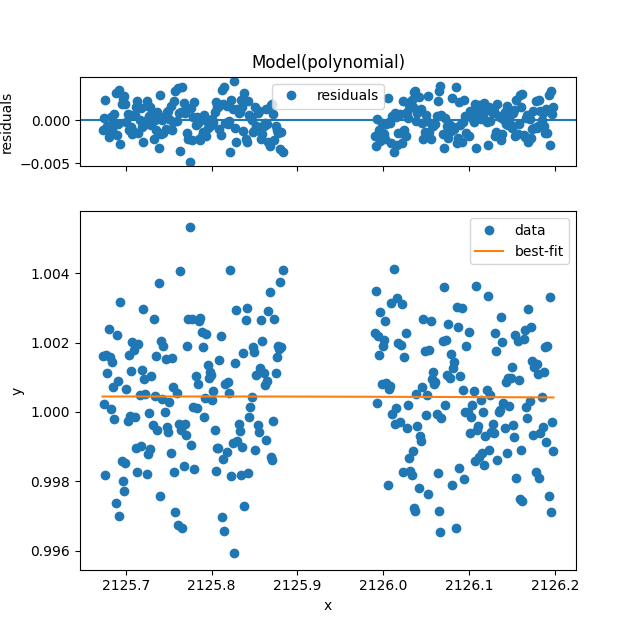 Model(polynomial)
residuals
0.000
−0.005
residuals
1.004
1.002
1.000
0.998
0.996
y
data
best-fit
2125.7 2125.8 2125.9 2126.0 2126.1 2126.2
x